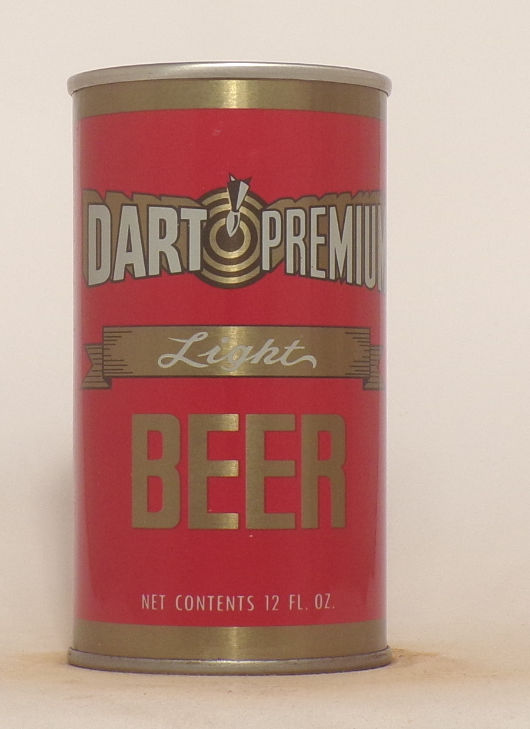 DART PREMIUM
Light
BEER
NET CONTENTS 12 FL. OZ.